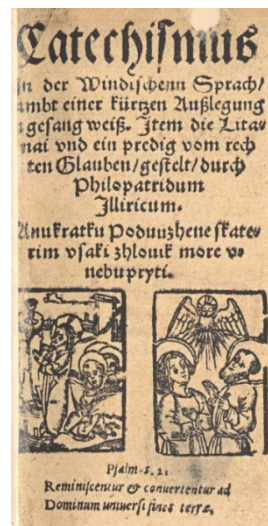 Catechismus
In der Windischenn Sprach/
sambt einer kürtzen Außlegung
in gesang weiß. Item die Lita⸗
nai vnd ein predig vom rech
ten Glauben/gestelt/durch
Philopatridum
Illiricum.
Anu kratku Poduuzhene skate⸗
rim vsaki zhlouik more v⸗
nebu pryti.
Psalm. s. 21.
Reminiscentur & conuertentur ad
Dominum uniuersi fines terræ.